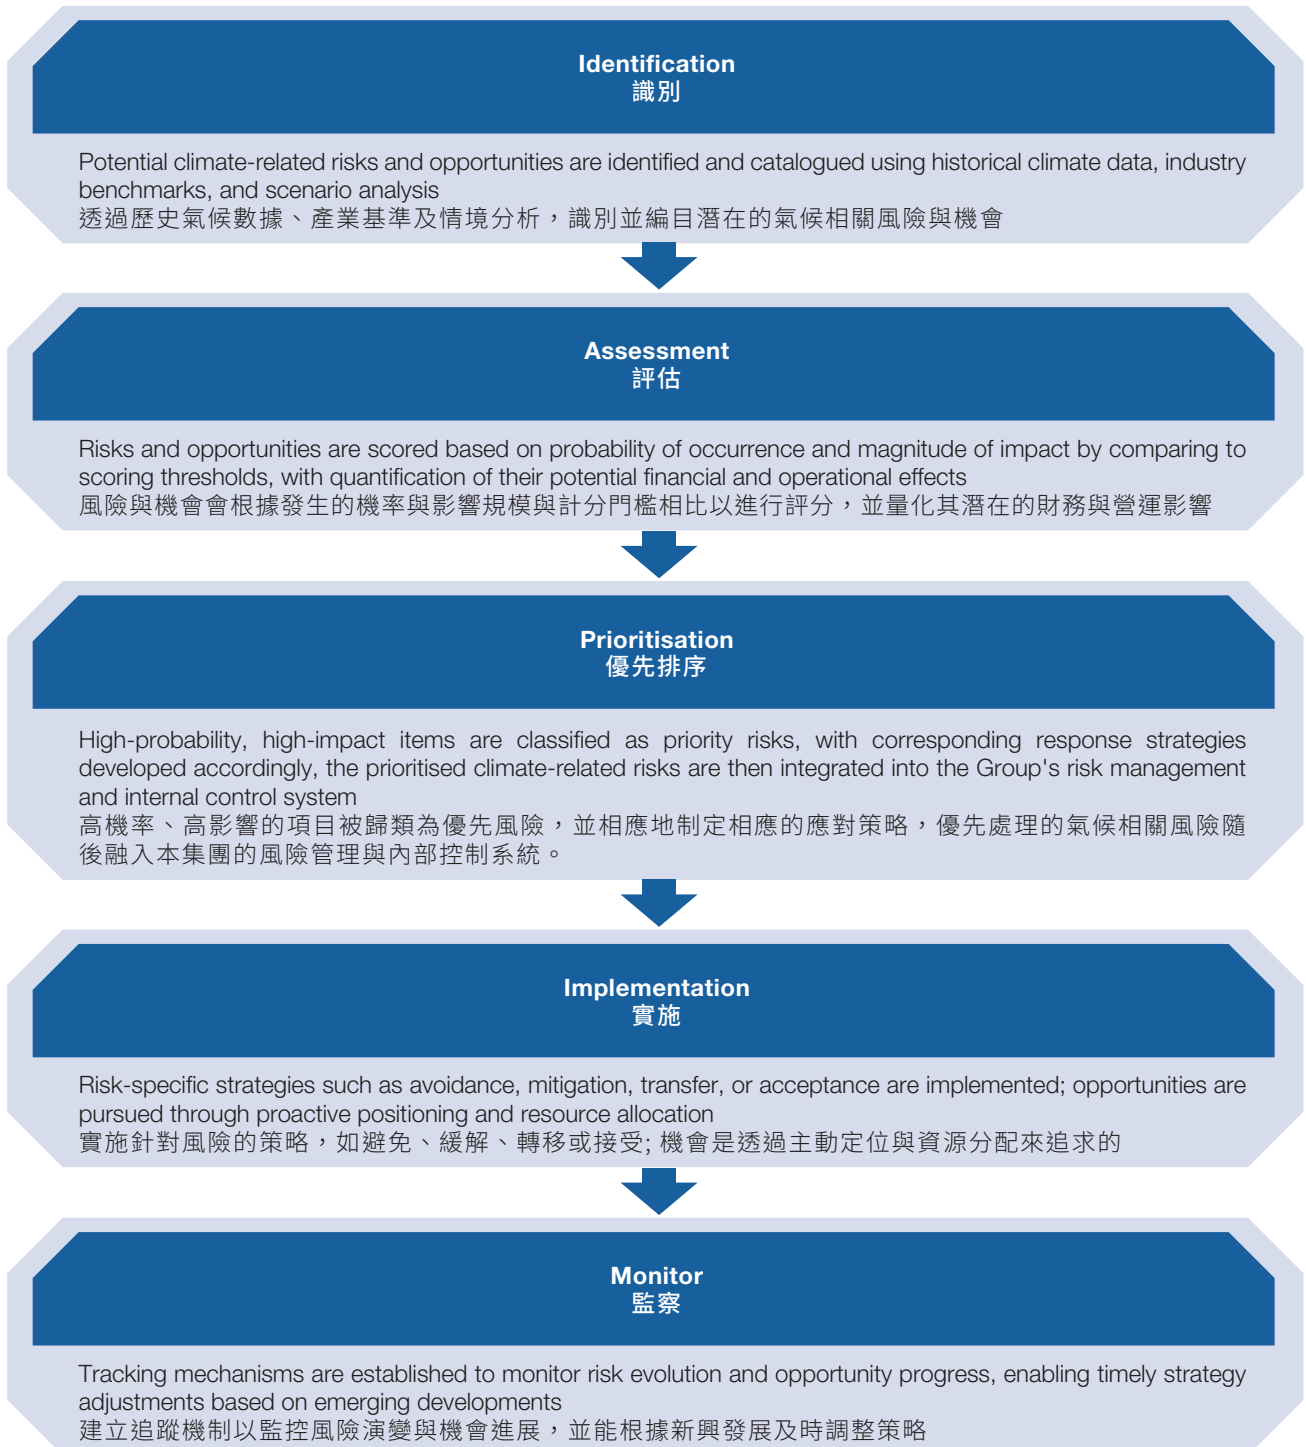 Identification
識別
Potential climate-related risks and opportunities are identified and catalogued using historical climate data, industry
benchmarks, and scenario analysis
透過歷史氣候數據、產業基準及情境分析，識別並編目潛在的氣候相關風險與機會
Assessment
評估
Risks and opportunities are scored based on probability of occurrence and magnitude of impact by comparing to
scoring thresholds, with quantification of their potential financial and operational effects
風險與機會會根據發生的機率與影響規模與計分門檻相比以進行評分，並量化其潛在的財務與營運影響
Prioritisation
優先排序
High-probability, high-impact items are classified as priority risks, with corresponding response strategies
developed accordingly, the prioritised climate-related risks are then integrated into the Group's risk management
and internal control system
高機率、高影響的項目被歸類為優先風險，並相應地制定相應的應對策略，優先處理的氣候相關風險隨
後融入本集團的風險管理與內部控制系統。
Implementation
實施
Risk-specific strategies such as avoidance, mitigation, transfer, or acceptance are implemented; opportunities are
pursued through proactive positioning and resource allocation
實施針對風險的策略，如避免、緩解、轉移或接受; 機會是透過主動定位與資源分配來追求的
Monitor
監察
Tracking mechanisms are established to monitor risk evolution and opportunity progress, enabling timely strategy
adjustments based on emerging developments
建立追蹤機制以監控風險演變與機會進展，並能根據新興發展及時調整策略